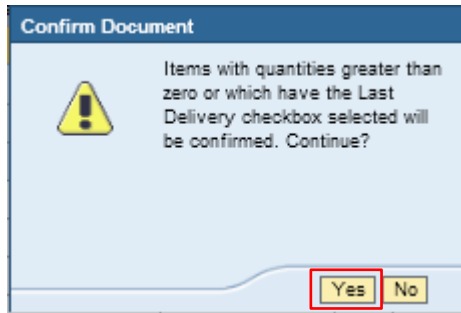 Confirm Document
Items with quantities greater than
zero or which have the Last
Delivery checkbox selected will
be confirmed. Continue?
Yes No